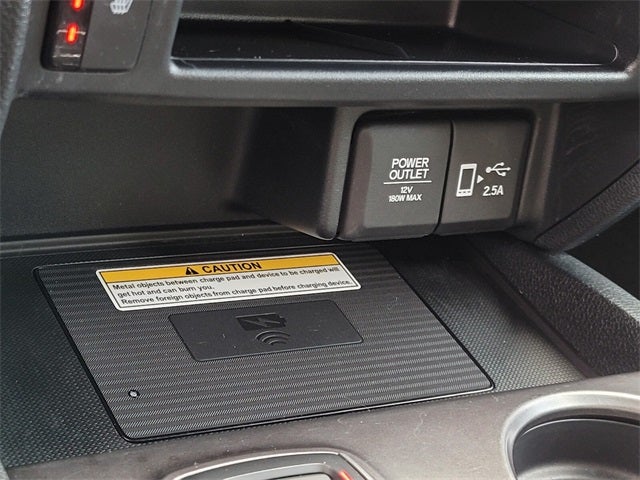 POWER
OUTLET
12V
180W MAX
2.5A
CAUTION
Metal objects between charge pad and device to be charged will
get hot and can burn you.
Remove foreign objects from charge pad before charging device.